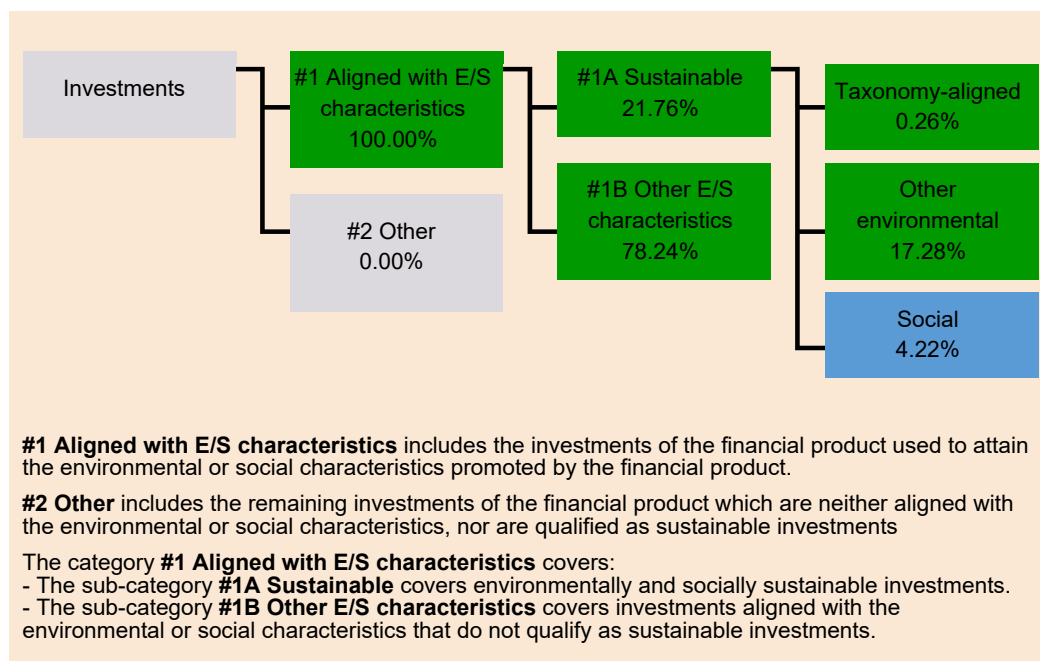 Investments
#1 Aligned with E/S
characteristics
100.00%
#2 Other
0.00%
#1A Sustainable
21.76%
#1B Other E/S
characteristics
78.24%
Taxonomy-aligned
0.26%
Other
environmental
17.28%
Social
4.22%
#1 Aligned with E/S characteristics includes the investments of the financial product used to attain
the environmental or social characteristics promoted by the financial product.
#2 Other includes the remaining investments of the financial product which are neither aligned with
the environmental or social characteristics, nor are qualified as sustainable investments
The category #1 Aligned with E/S characteristics covers:
- The sub-category #1A Sustainable covers environmentally and socially sustainable investments.
- The sub-category #1B Other E/S characteristics covers investments aligned with the
environmental or social characteristics that do not qualify as sustainable investments.